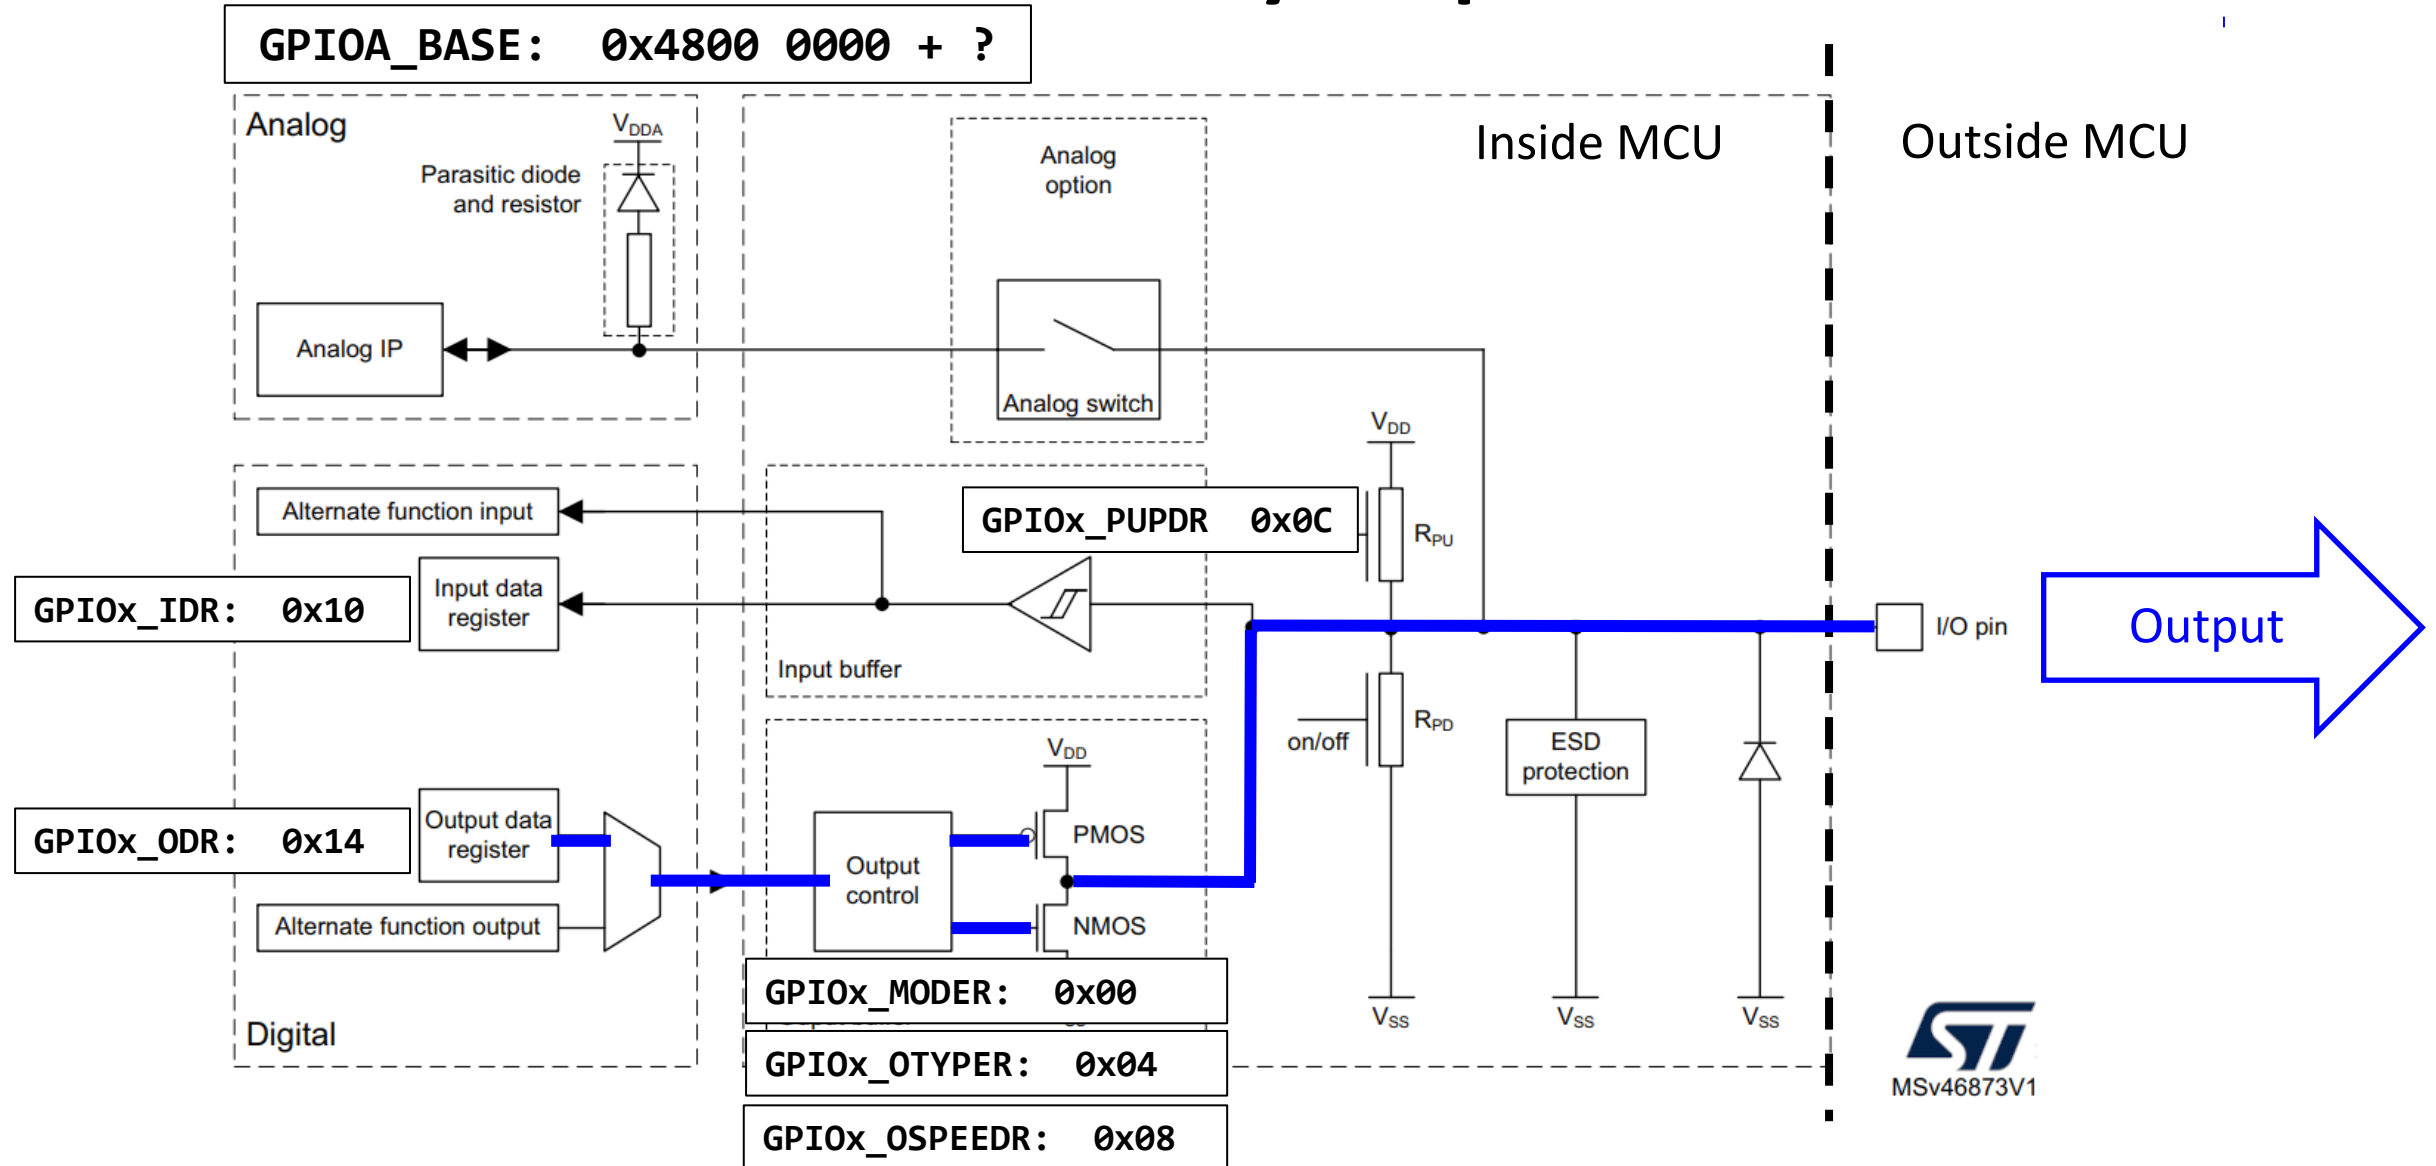 GPIOA_BASE: 0x4800 0000 + ?
Analog
VDDA
Parasitic diode
and resistor
Analog
option
Inside MCU
Outside MCU
Analog IP
Analog switch
VDD
Alternate function input
GPIOx_PUPDR 0x0C
RPU
GPIOx_IDR: 0x10
Input data
register
Input buffer
I/O pin
Output
on/off
RPD
ESD
protection
VDD
GPIOx_ODR: 0x14
Output data
register
PMOS
Output
control
Alternate function output
NMOS
GPIOx_MODER: 0x00
VSS
VSS
VSS
Digital
GPIOx_OTYPER: 0x04
ST
MSv46873V1
GPIOx_OSPEEDR: 0x08